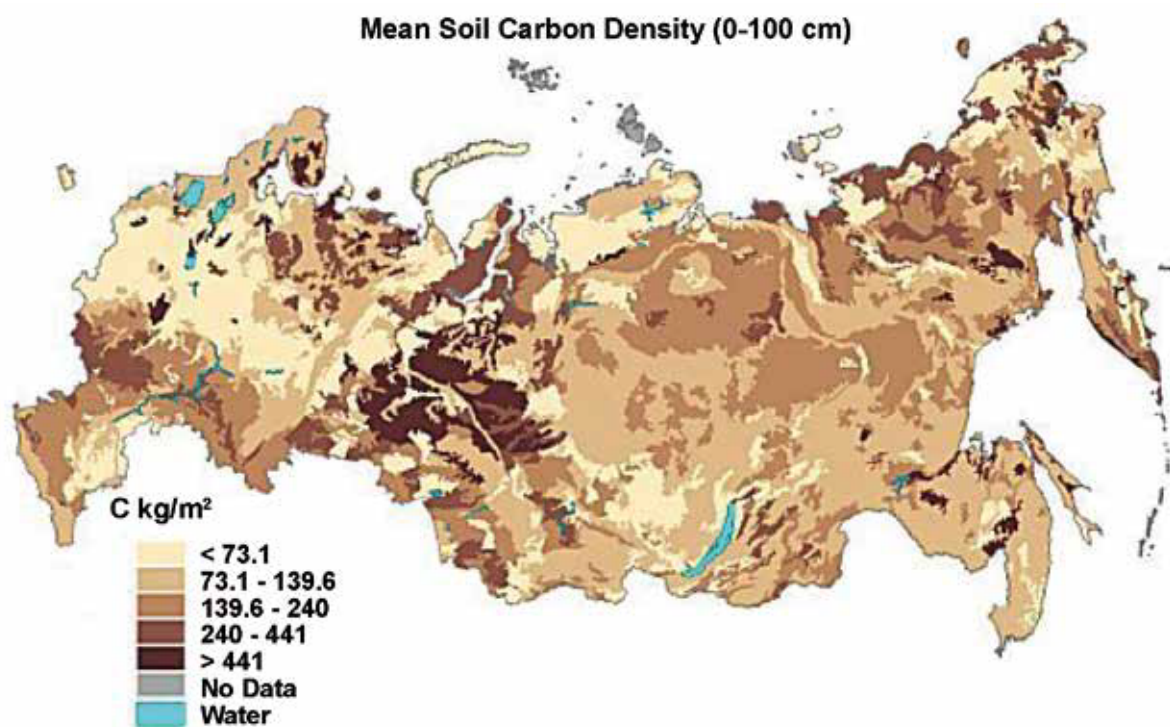 Mean Soil Carbon Density (0-100 cm)
C kg/m²
< 73.1
73.1 - 139.6
139.6 - 240
240 - 441
> 441
No Data
Water